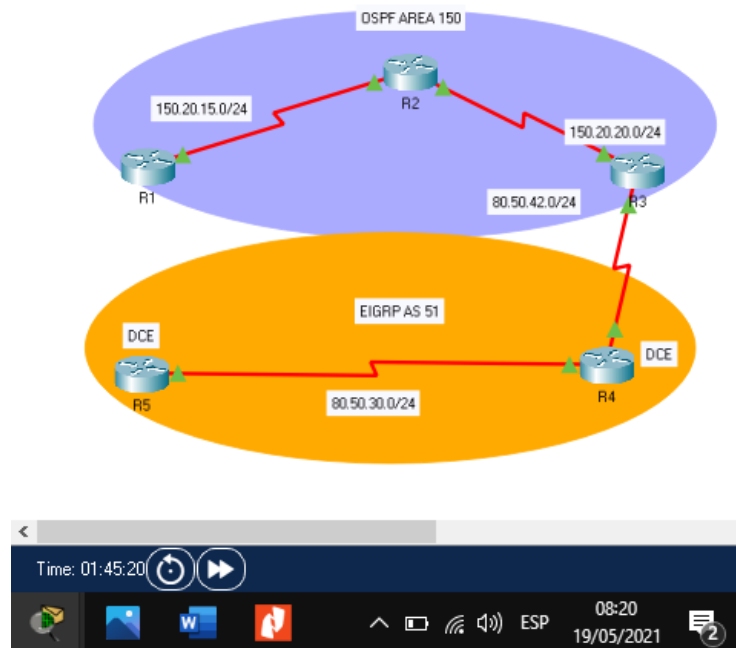 OSPF AREA 150
R2
150.20.15.0/24
150.20.20.0/24
R1
80.50.42.0/24
R3
EIGRP AS 51
DCE
DCE
R5
80.50.30.0/24
R4
Time: 01:45:20
W
ESP
08:20
19/05/2021
2